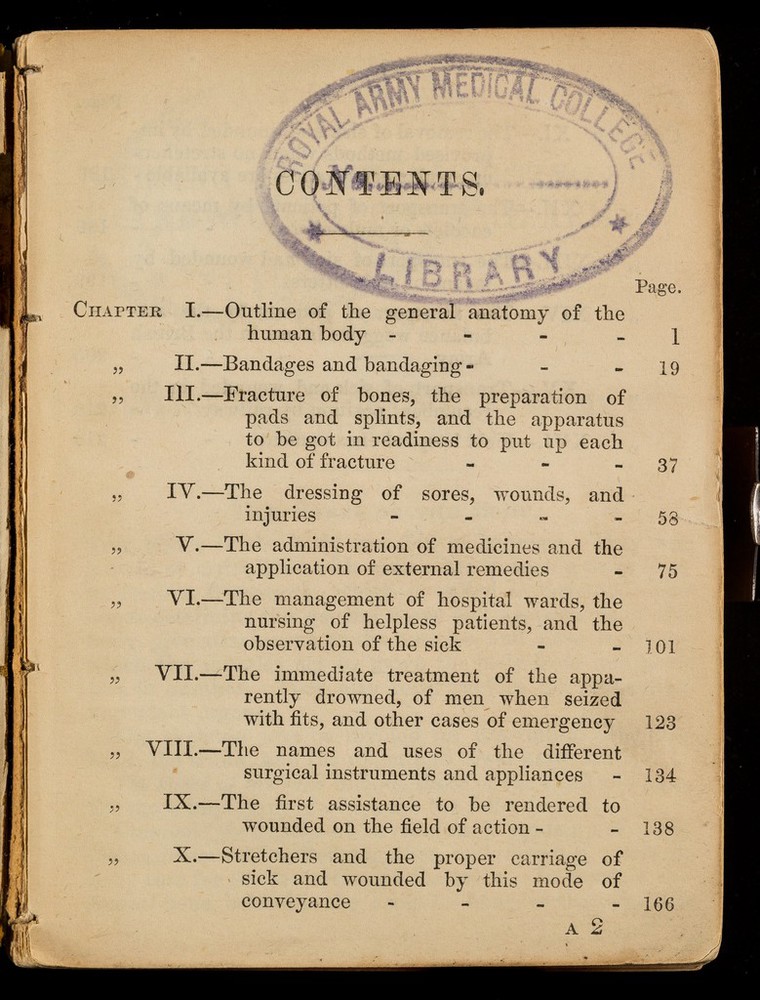 ROYAL ARMY MEDICAL COLLEGE
CONTENTS.
LIBRARY
Page.
CHAPTER I.—Outline of the general anatomy of the
human body - - - - 1
„ II.—Bandages and bandaging - - - 19
„ III.—Fracture of bones, the preparation of
pads and splints, and the apparatus
to be got in readiness to put up each
kind of fracture - - - 37
„ IV.—The dressing of sores, wounds, and
injuries - - - - 58
„ V.—The administration of medicines and the
application of external remedies - 75
„ VI.—The management of hospital wards, the
nursing of helpless patients, and the
observation of the sick - - 101
„ VII.—The immediate treatment of the appa-
rently drowned, of men when seized
with fits, and other cases of emergency 123
„ VIII.—The names and uses of the different
surgical instruments and appliances - 134
„ IX.—The first assistance to be rendered to
wounded on the field of action - - 138
„ X.—Stretchers and the proper carriage of
sick and wounded by this mode of
conveyance - - - - 166
A 2